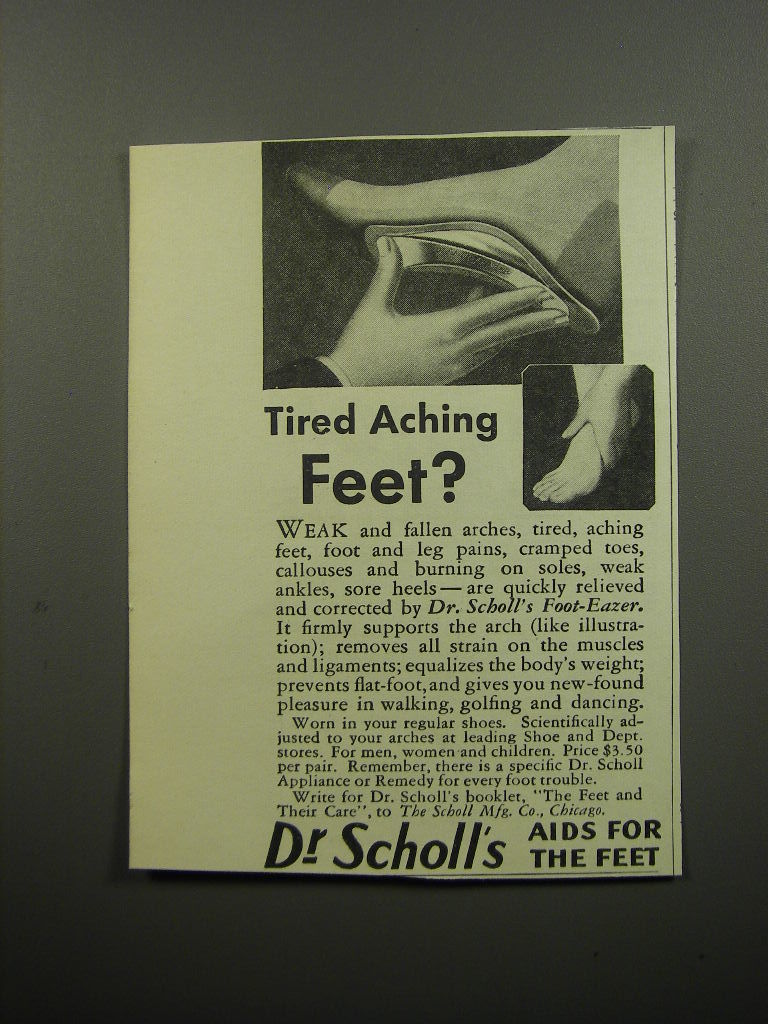 Tired Aching
Feet?
WEAK and fallen arches, tired, aching
feet, foot and leg pains, cramped toes,
callouses and burning on soles, weak
ankles, sore heels — are quickly relieved
and corrected by Dr. Scholl's Foot-Eazer.
It firmly supports the arch (like illustra-
tion); removes all strain on the muscles
and ligaments; equalizes the body's weight;
prevents flat-foot, and gives you new-found
pleasure in walking, golfing and dancing.
Worn in your regular shoes. Scientifically ad-
justed to your arches at leading Shoe and Dept.
stores. For men, women and children. Price $3.50
per pair. Remember, there is a specific Dr. Scholl
Appliance or Remedy for every foot trouble.
Write for Dr. Scholl's booklet, "The Feet and
Their Care", to The Scholl Mfg. Co., Chicago.
Dr Scholl's AIDS FOR
THE FEET